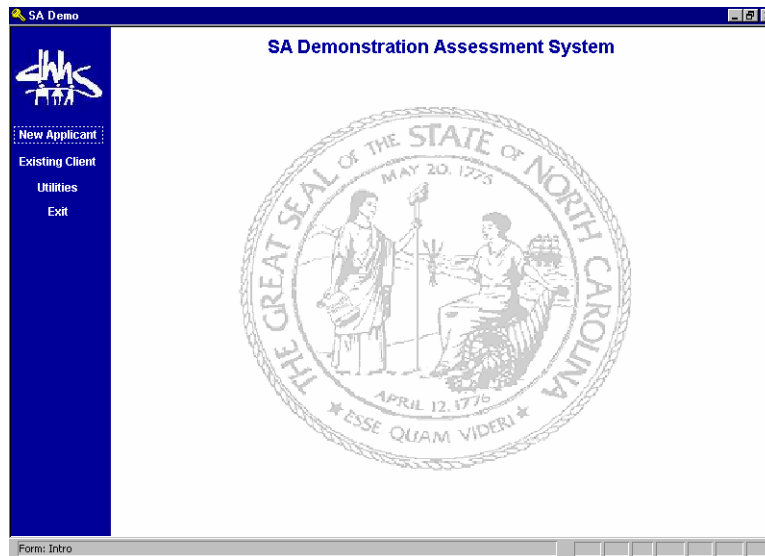 SA Demo
SA Demonstration Assessment System
dhhs
New Applicant
Existing Client
Utilities
Exit
THE GREAT SEAL OF THE STATE OF NORTH CAROLINA
MAY 20, 1775
APRIL 12, 1776
★ ESSE QUAM VIDERI ★
Form: Intro